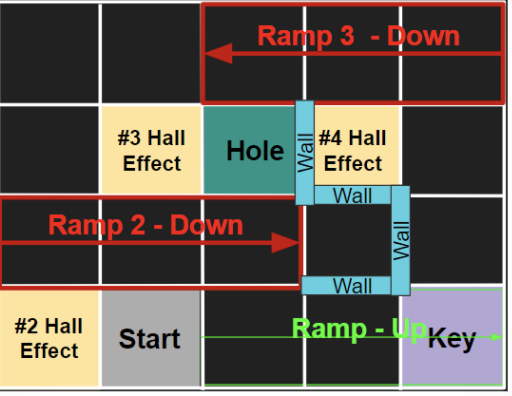 Ramp 3 - Down
#3 Hall
Effect
Hole
Wall
#4 Hall
Effect
Wall
Ramp 2 - Down
Wall
Wall
#2 Hall
Effect
Start
Ramp - Up
Key